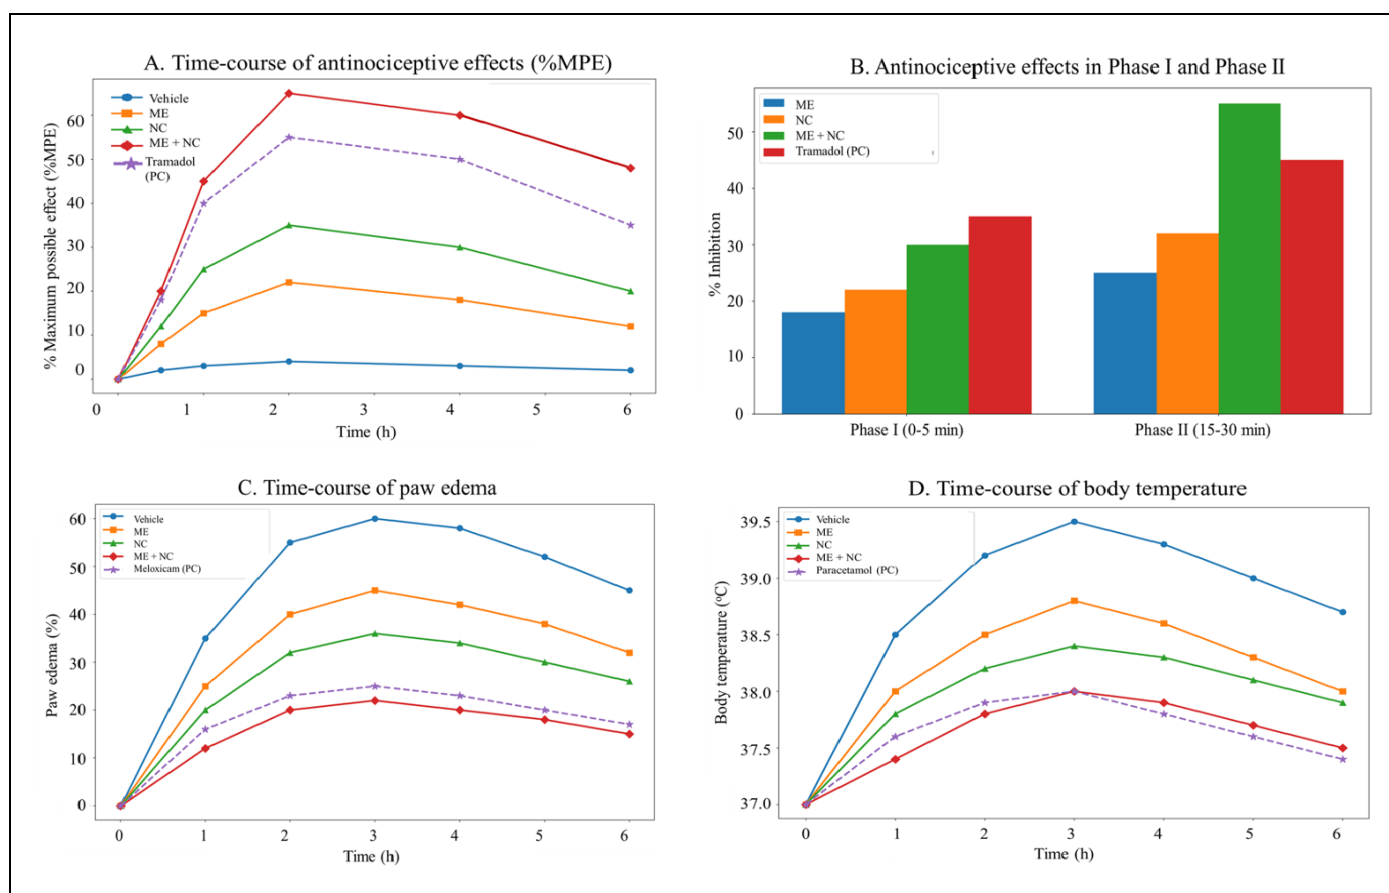 A. Time-course of antinociceptive effects (%MPE)
Vehicle
ME
NC
ME + NC
Tramadol
(PC)
% Maximum possible effect (%MPE)
60
50
40
30
20
10
0
0 1 2 3 4 5 6
Time (h)
B. Antinociceptive effects in Phase I and Phase II
ME
NC
ME + NC
Tramadol (PC)
% Inhibition
50
40
30
20
10
0
Phase I (0-5 min) Phase II (15-30 min)
C. Time-course of paw edema
Vehicle
ME
NC
ME + NC
Meloxicam (PC)
Paw edema (%)
60
50
40
30
20
10
0
0 1 2 3 4 5 6
Time (h)
D. Time-course of body temperature
Vehicle
ME
NC
ME + NC
Paracetamol (PC)
Body temperature (°C)
39.5
39.0
38.5
38.0
37.5
37.0
0 1 2 3 4 5 6
Time (h)